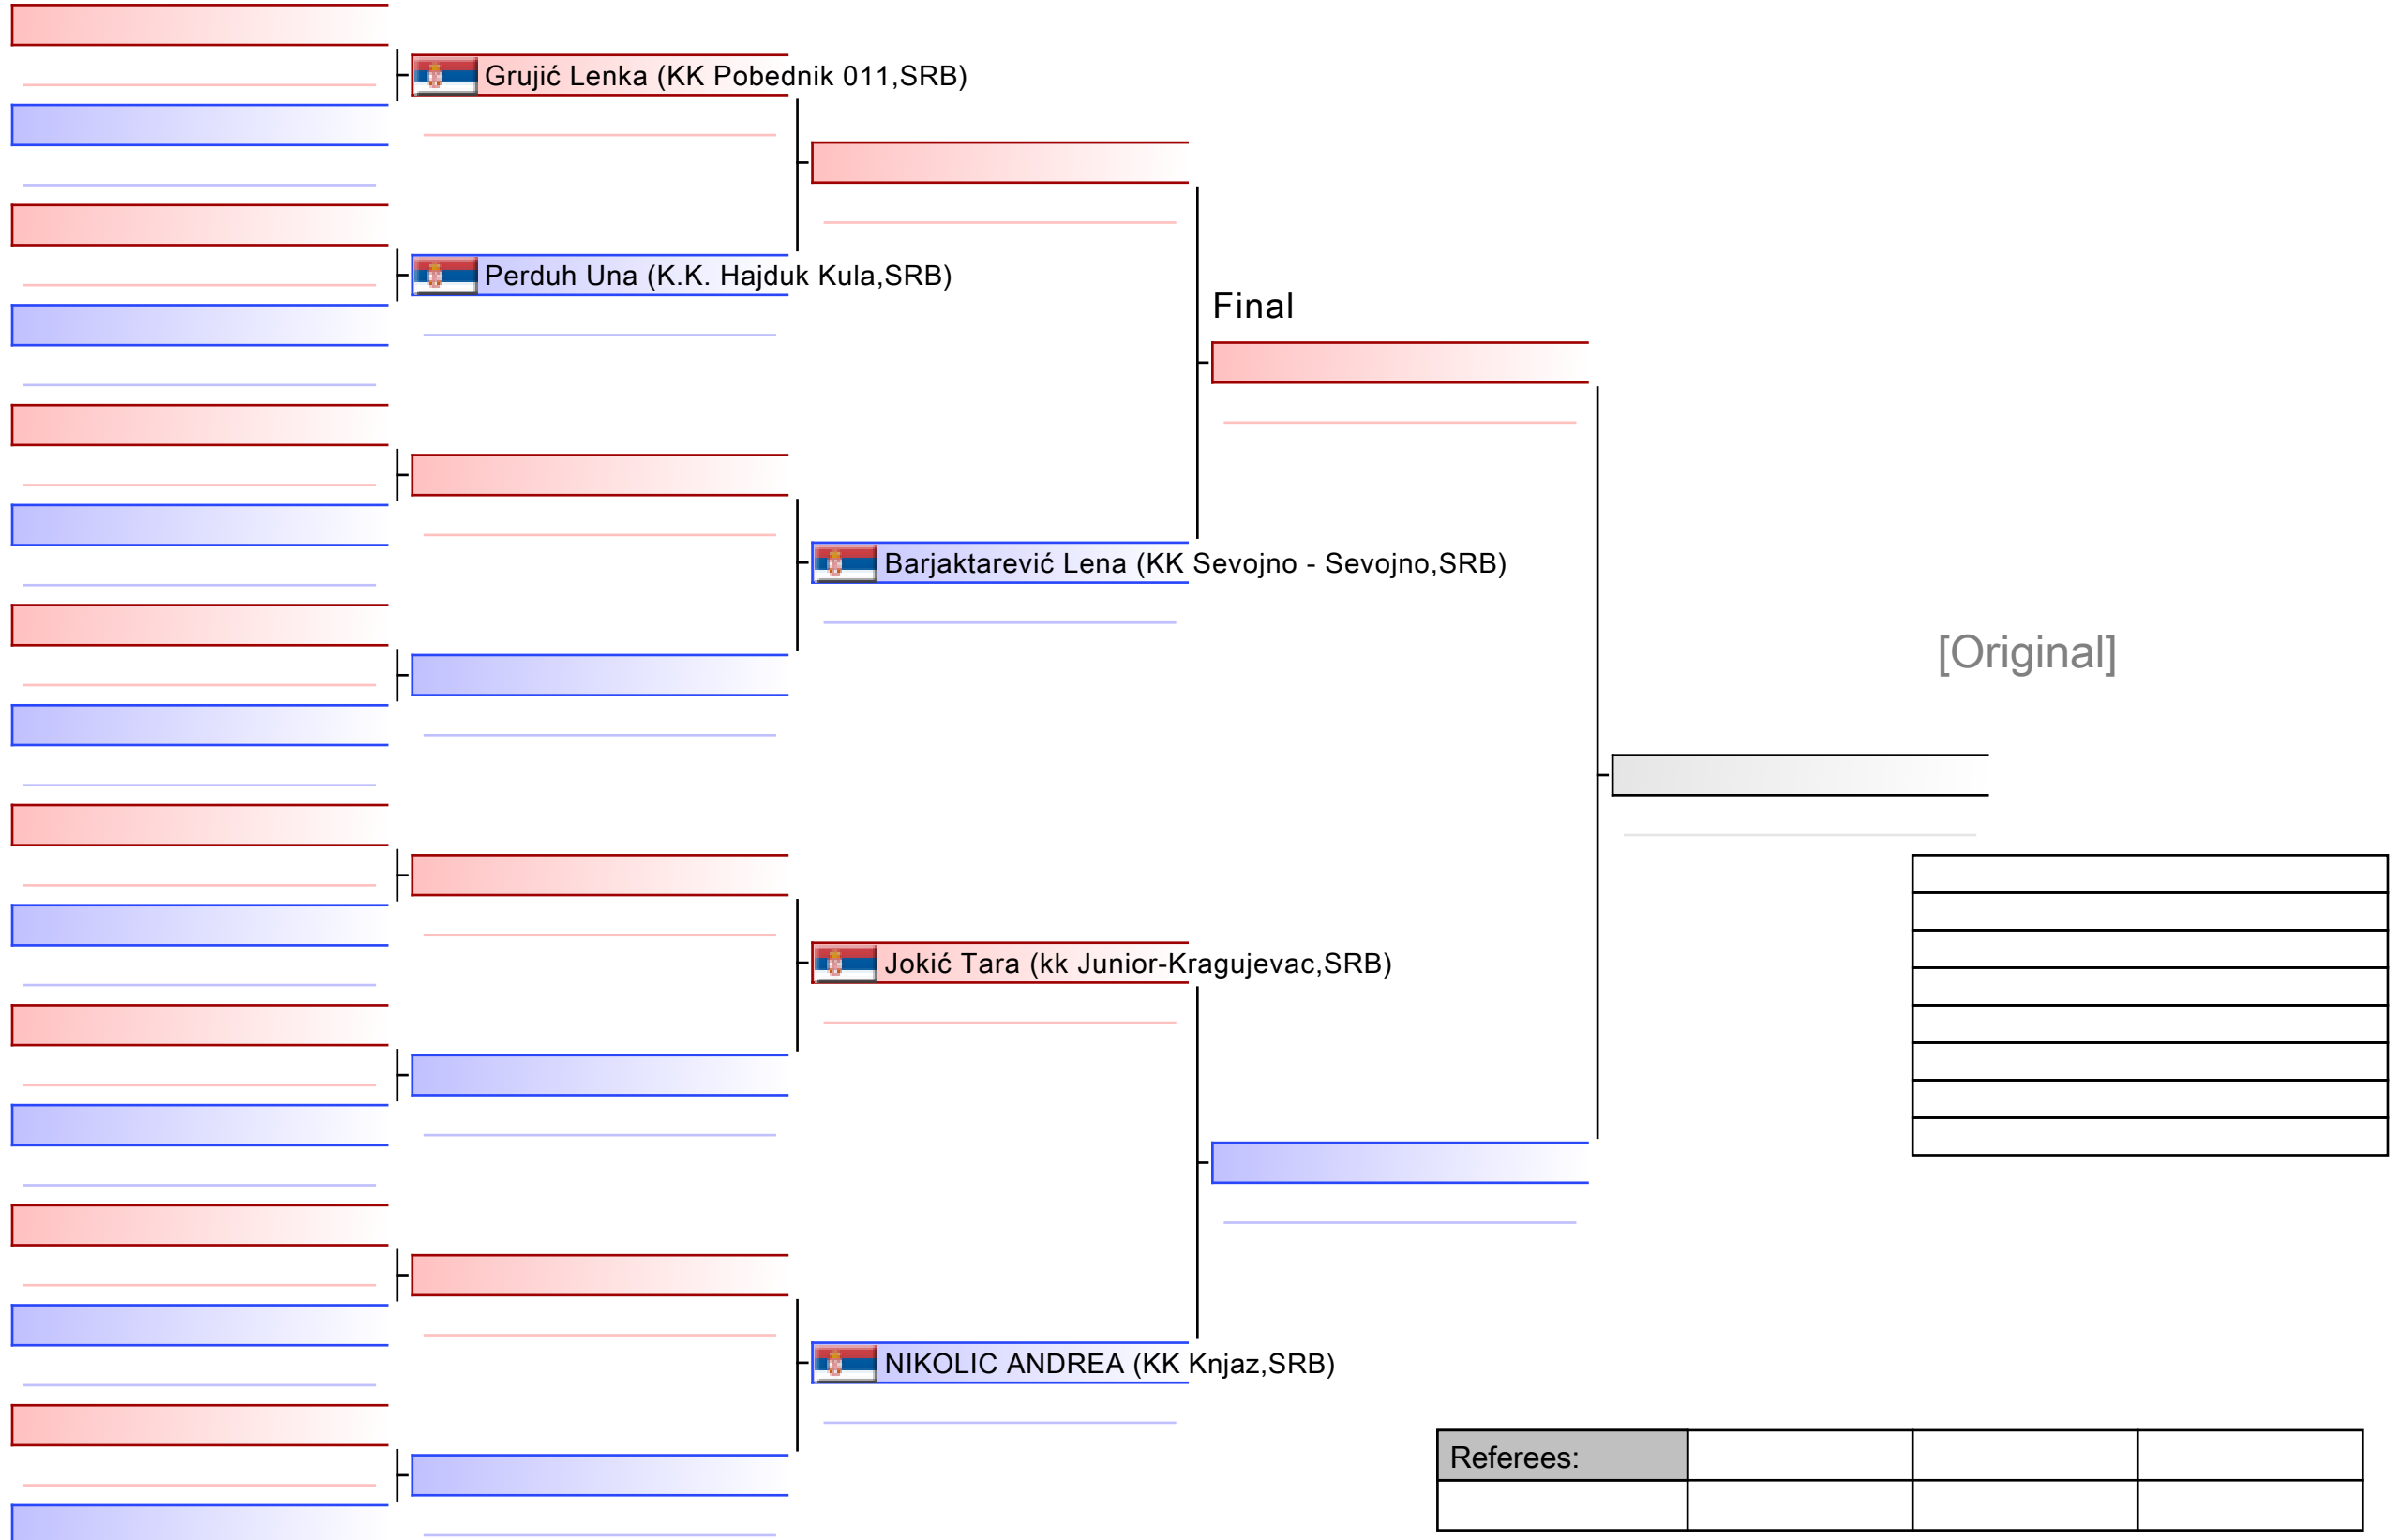 Grujić Lenka (KK Pobednik 011,SRB)
Perduh Una (K.K. Hajduk Kula,SRB)
Final
Barjaktarević Lena (KK Sevojno - Sevojno,SRB)
[Original]
Jokić Tara (kk Junior-Kragujevac,SRB)
NIKOLIC ANDREA (KK Knjaz,SRB)
Referees: